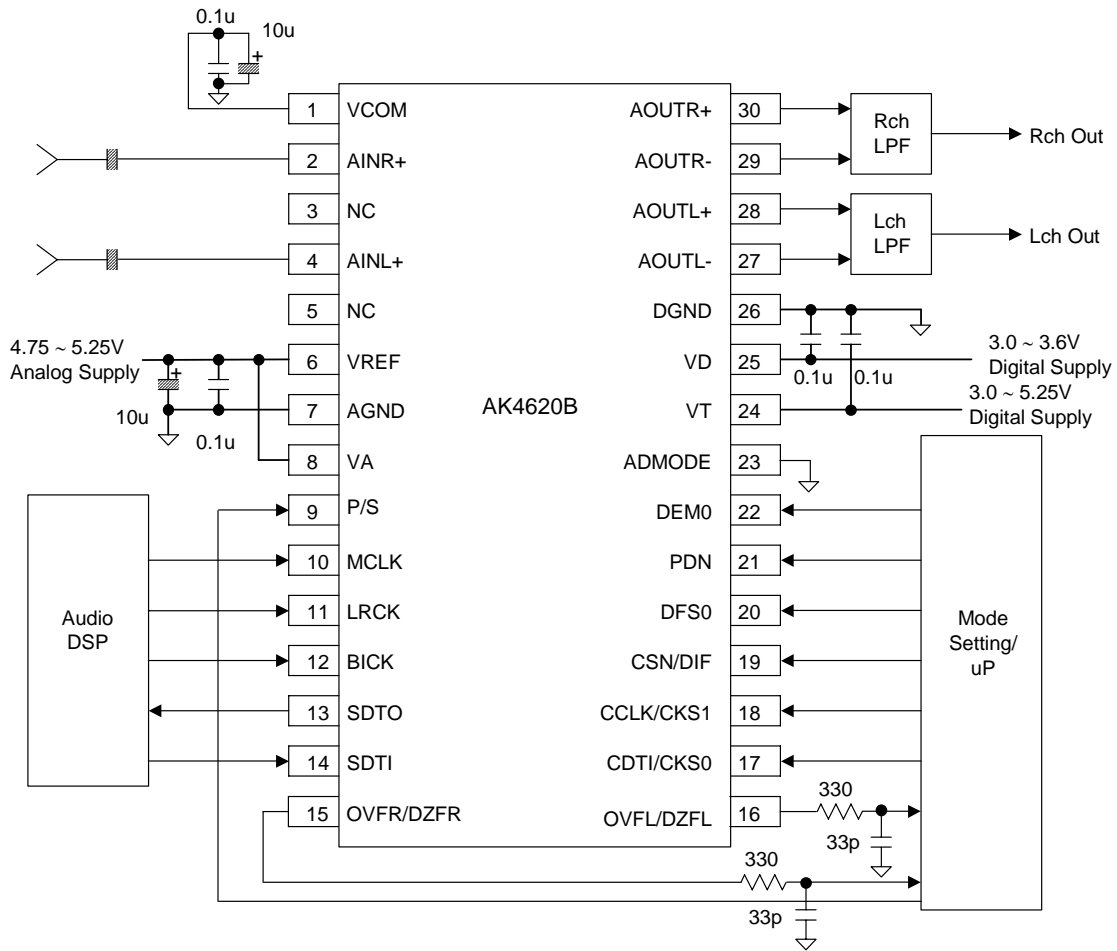 0.1u
10u
+
1 VCOM
2 AINR+
3 NC
4 AINL+
5 NC
4.75 ~ 5.25V
Analog Supply
+
10u
0.1u
6 VREF
7 AGND
8 VA
9 P/S
10 MCLK
11 LRCK
12 BICK
13 SDTO
14 SDTI
15 OVFR/DZFR
Audio
DSP
AK4620B
AOUTR+ 30
AOUTR- 29
AOUTL+ 28
AOUTL- 27
DGND 26
VD 25
VT 24
ADMODE 23
DEM0 22
PDN 21
DFS0 20
CSN/DIF 19
CCLK/CKS1 18
CDTI/CKS0 17
OVFL/DZFL 16
Rch
LPF
Rch Out
Lch
LPF
Lch Out
0.1u
0.1u
3.0 ~ 3.6V
Digital Supply
3.0 ~ 5.25V
Digital Supply
Mode
Setting/
uP
330
33p
330
33p